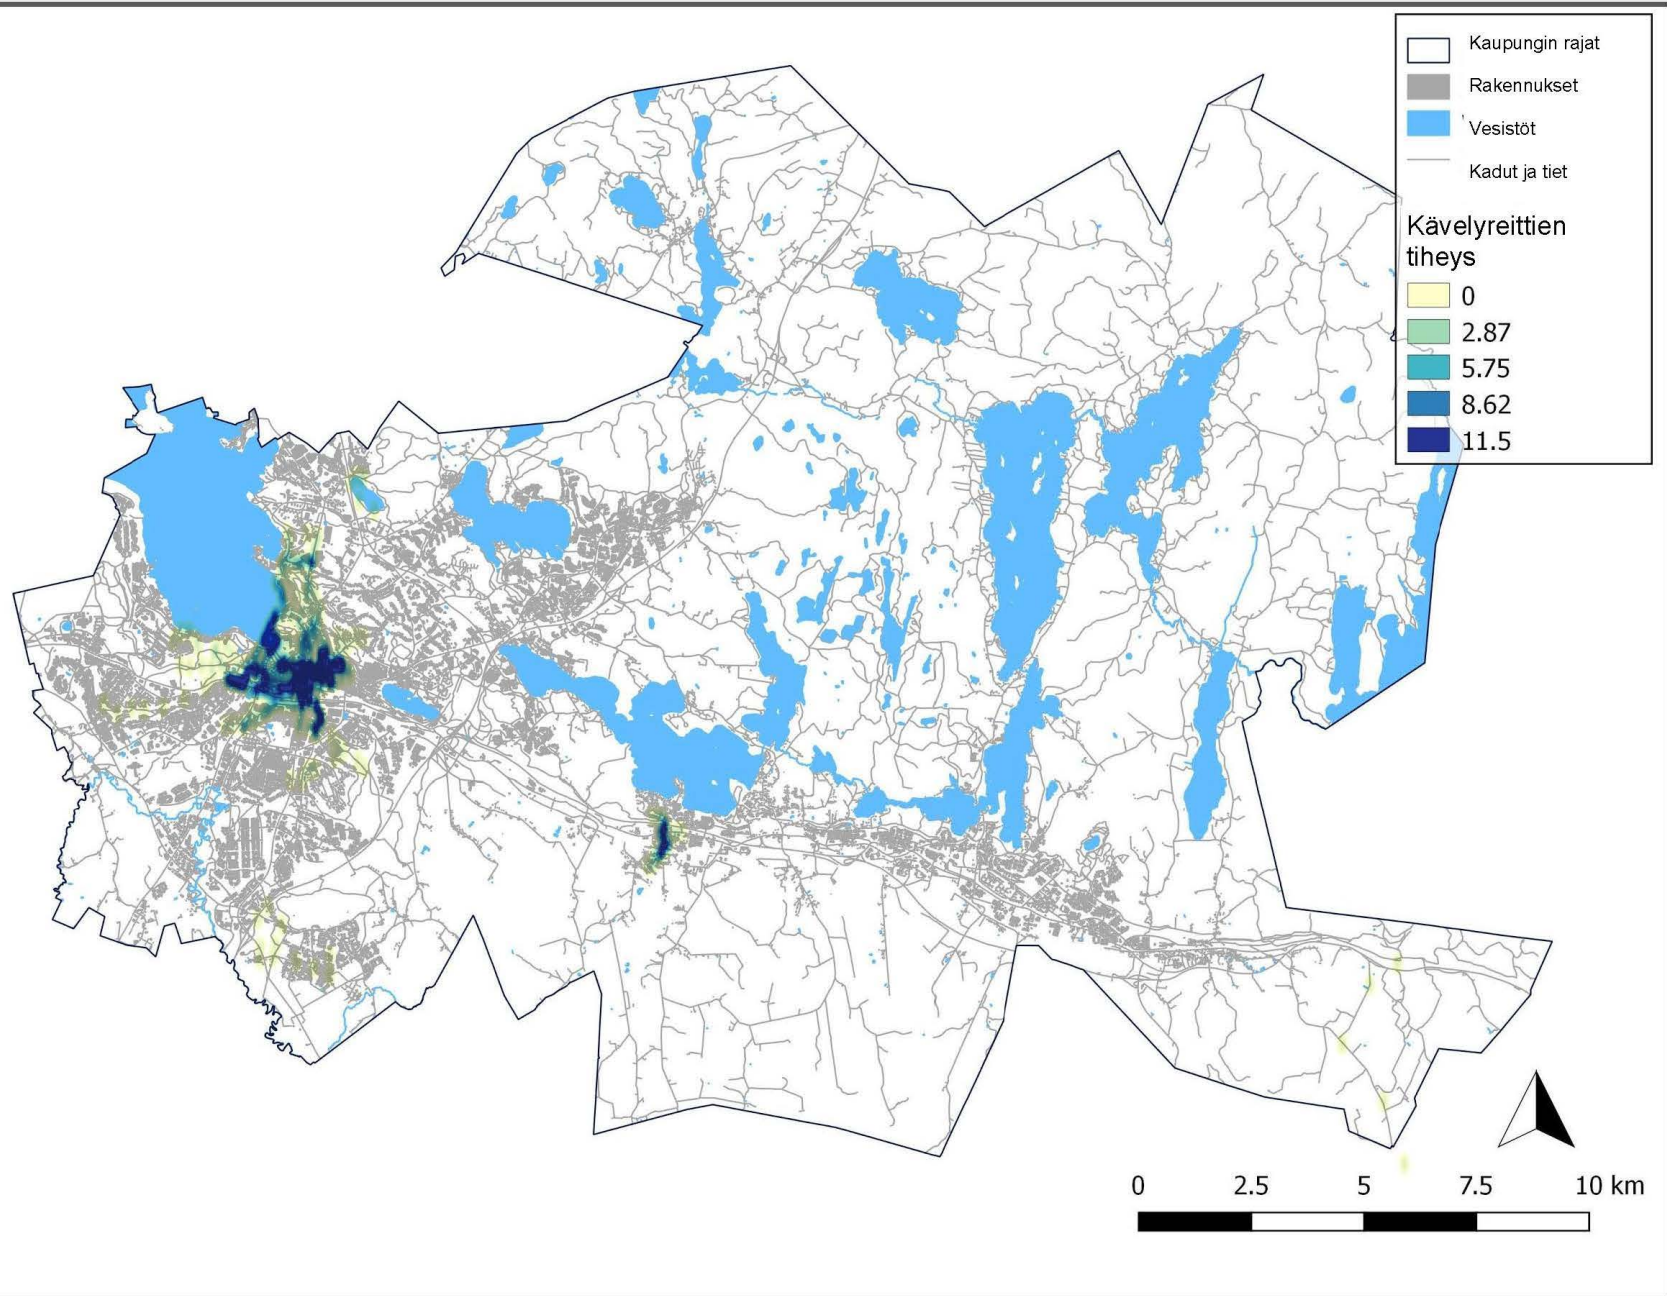 Kaupungin rajat
Rakennukset
Vesistöt
Kadut ja tiet
Kävelyreittien
tiheys
0
2.87
5.75
8.62
11.5
0 2.5 5 7.5 10 km